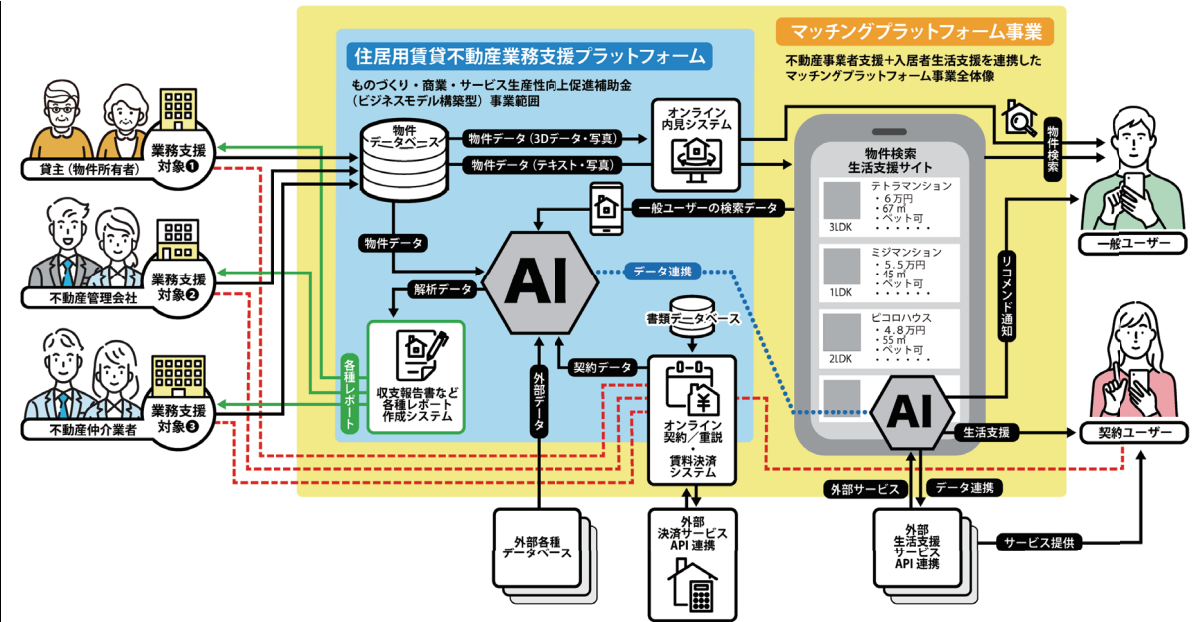 マッチングプラットフォーム事業
不動産事業者支援＋入居者生活支援を連携した
マッチングプラットフォーム事業全体像
住居用賃貸不動産業務支援プラットフォーム
ものづくり・商業・サービス生産性向上促進補助金
（ビジネスモデル構築型）事業範囲
貸主（物件所有者）
業務支援
対象❶
不動産管理会社
業務支援
対象❷
不動産仲介業者
業務支援
対象❸
物件
データベース
物件データ（3Dデータ・写真）
物件データ（テキスト・写真）
オンライン
内見システム
一般ユーザーの検索データ
物件データ
AI
解析データ
データ連携
各種レポート
収支報告書など
各種レポート
作成システム
外部データ
契約データ
書類データベース
オンライン
契約／重説
・
賃料決済
システム
物件検索
生活支援サイト
テトラマンション
・６万円
・67㎡
・ペット可
・・・・・・
3LDK
ミジマンション
・５.５万円
・45㎡
・ペット可
・・・・・・
1LDK
ピコロハウス
・４.８万円
・55㎡
・ペット可
・・・・・・
2LDK
AI
物件検索
一般ユーザー
リコメンド通知
生活支援
契約ユーザー
外部サービス
データ連携
サービス提供
外部各種
データベース
外部
決済サービス
API連携
外部
生活支援
サービス
API連携